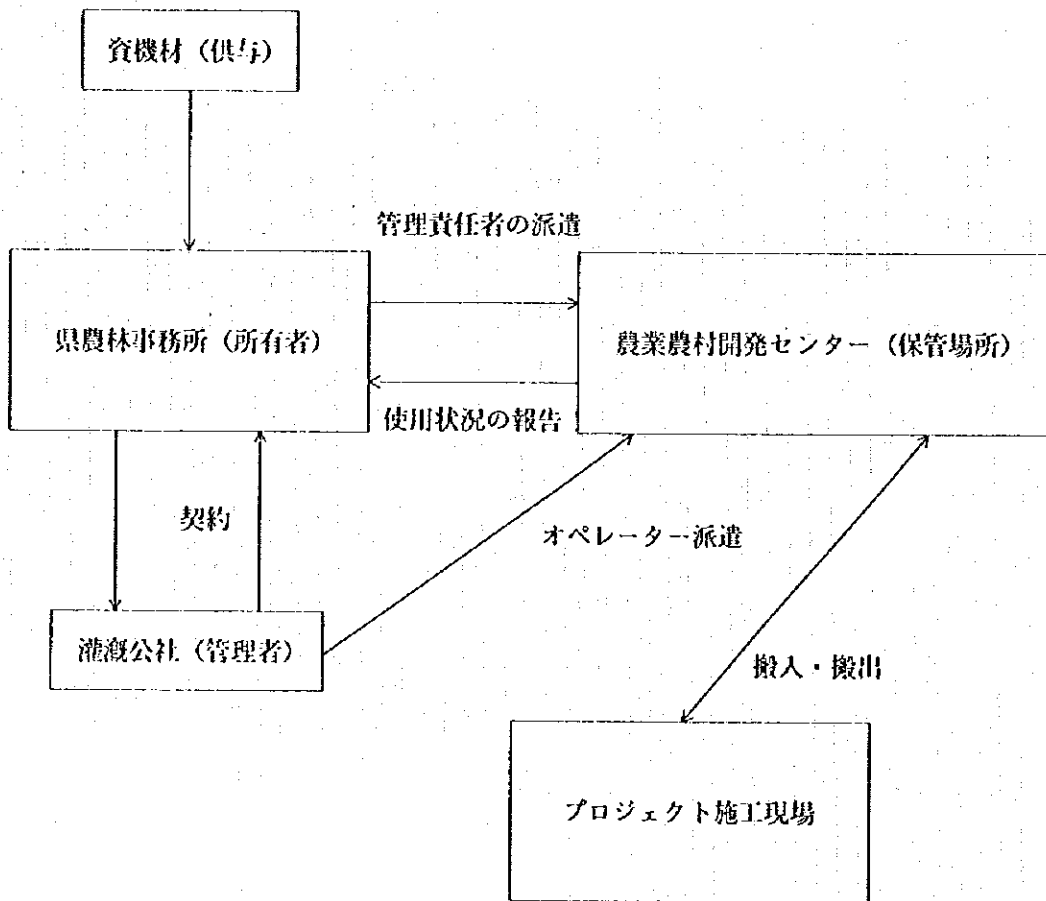 資機材（供与）
管理責任者の派遣
県農林事務所（所有者）
農業農村開発センター（保管場所）
使用状況の報告
契約
オペレーター派遣
灌漑公社（管理者）
搬入・搬出
プロジェクト施工現場